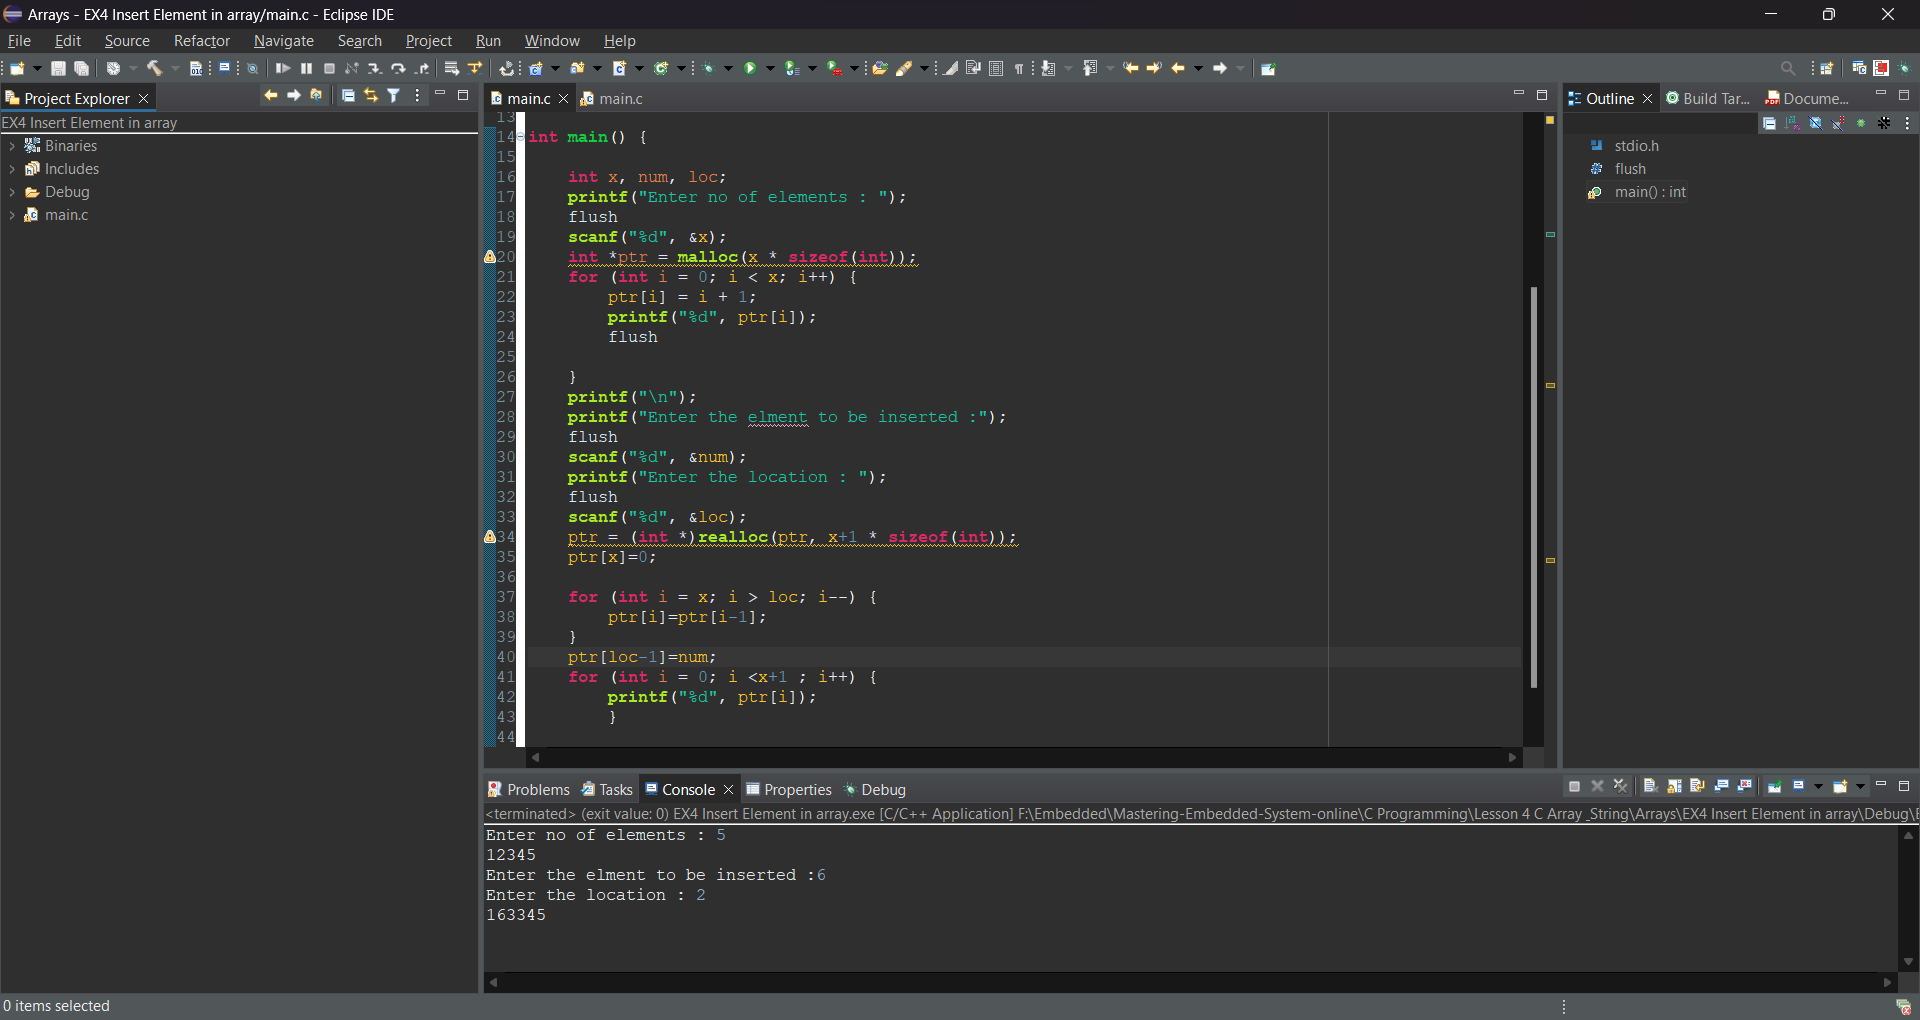 Arrays - EX4 Insert Element in array/main.c - Eclipse IDE
File Edit Source Refactor Navigate Search Project Run Window Help
Project Explorer
EX4 Insert Element in array
Binaries
Includes
Debug
main.c
main.c main.c
13
14 int main() {
15
16 int x, num, loc;
17 printf("Enter no of elements : ");
18 flush
19 scanf("%d", &x);
20 int *ptr = malloc(x * sizeof(int));
21 for (int i = 0; i < x; i++) {
22 ptr[i] = i + 1;
23 printf("%d", ptr[i]);
24 flush
25
26 }
27 printf("\n");
28 printf("Enter the elment to be inserted :");
29 flush
30 scanf("%d", &num);
31 printf("Enter the location : ");
32 flush
33 scanf("%d", &loc);
34 ptr = (int *)realloc(ptr, x+1 * sizeof(int));
35 ptr[x]=0;
36
37 for (int i = x; i > loc; i--) {
38 ptr[i]=ptr[i-1];
39 }
40 ptr[loc-1]=num;
41 for (int i = 0; i <x+1 ; i++) {
42 printf("%d", ptr[i]);
43 }
44
Outline Build Tar... Docume...
stdio.h
flush
main() : int
Problems Tasks Console Properties Debug
<terminated> (exit value: 0) EX4 Insert Element in array.exe [C/C++ Application] F:\Embedded\Mastering-Embedded-System-online\C Programming\Lesson 4 C Array _String\Arrays\EX4 Insert Element in array\Debug\E
Enter no of elements : 5
12345
Enter the elment to be inserted :6
Enter the location : 2
163345
0 items selected